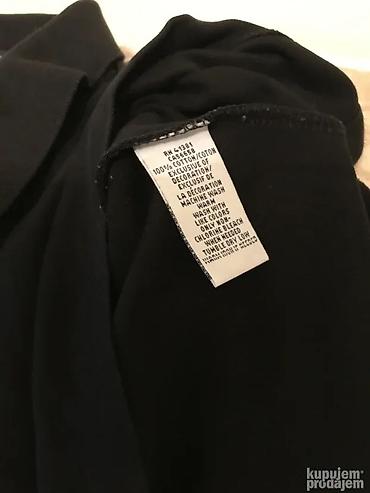 RN 41381
CA56658
100% COTTON/COTON
EXCLUSIVE OF
DECORATION/
EXCLUSIF DE
LA DÉCORATION
MACHINE WASH
WARM
WASH WITH
LIKE COLORS
ONLY NON-
CHLORINE BLEACH
WHEN NEEDED
TUMBLE DRY LOW
kupujem
prodajem